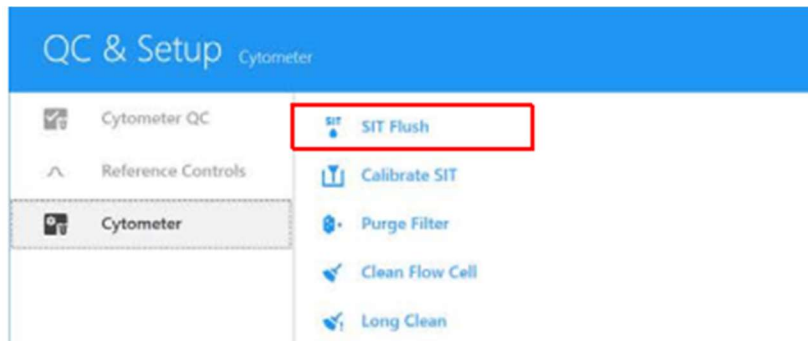 QC & Setup Cytometer
Cytometer QC
Reference Controls
Cytometer
SIT
SIT Flush
Calibrate SIT
Purge Filter
Clean Flow Cell
Long Clean